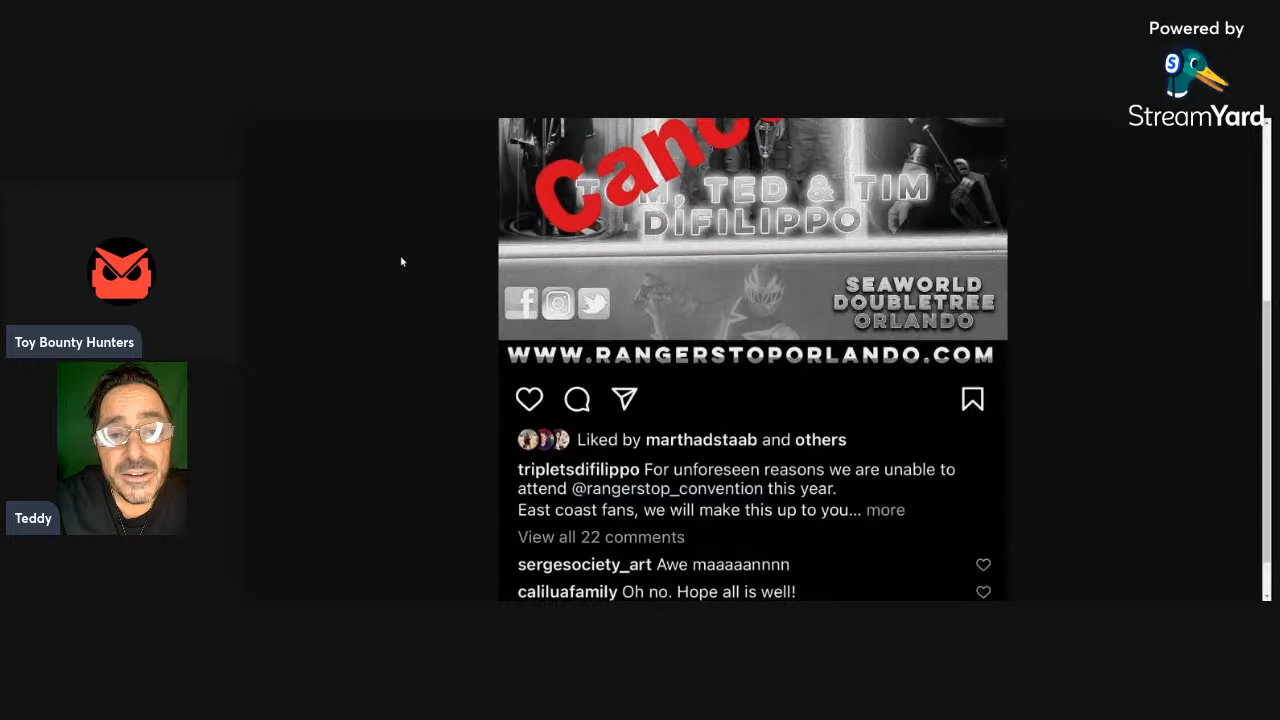 Powered by
StreamYard
Canc
T M, TED & TIM
DIFILIPPO
SEAWORLD
DOUBLETREE
ORLANDO
WWW.RANGERSTOPORLANDO.COM
Liked by marthadstaab and others
tripletsdifilippo For unforeseen reasons we are unable to
attend @rangerstop_convention this year.
East coast fans, we will make this up to you... more
View all 22 comments
sergesociety_art Awe maaaaannnn
caliluafamily Oh no. Hope all is well!
Toy Bounty Hunters
Teddy